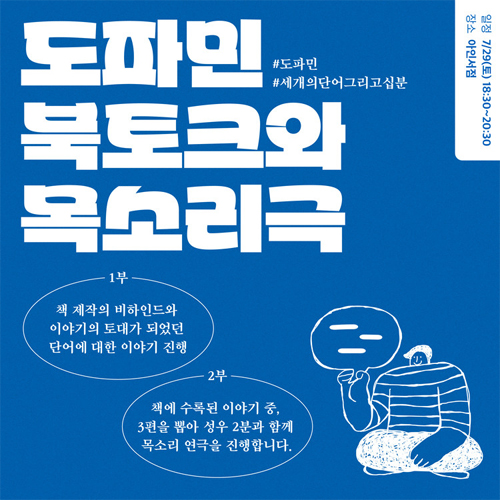 도파민
#도파민
#세개의단어그리고십분
북토크와
목소리극
일정 7/29(토) 18:30~20:30
장소 아인서점
1부
책 제작의 비하인드와
이야기의 토대가 되었던
단어에 대한 이야기 진행
2부
책에 수록된 이야기 중,
3편을 뽑아 성우 2분과 함께
목소리 연극을 진행합니다.